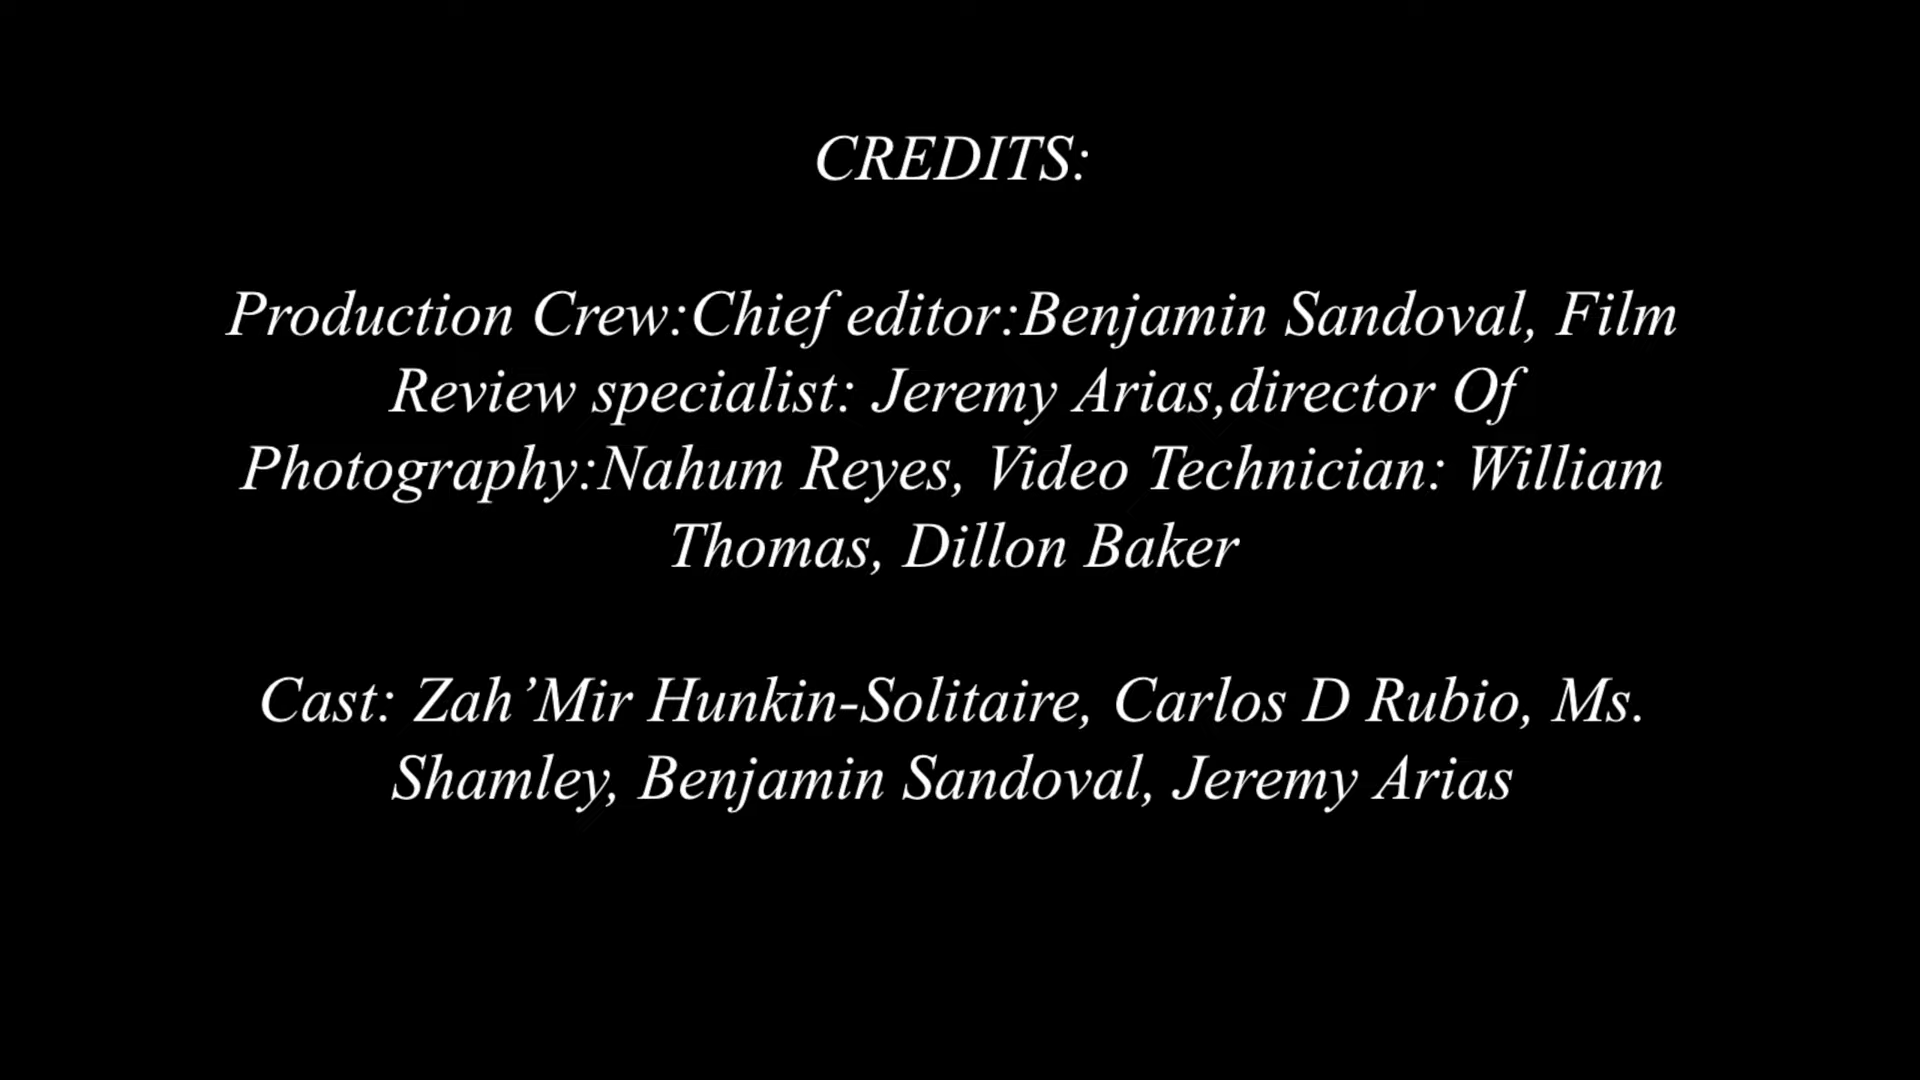 CREDITS:
Production Crew:Chief editor:Benjamin Sandoval, Film
Review specialist: Jeremy Arias,director Of
Photography:Nahum Reyes, Video Technician: William
Thomas, Dillon Baker
Cast: Zah’Mir Hunkin-Solitaire, Carlos D Rubio, Ms.
Shamley, Benjamin Sandoval, Jeremy Arias